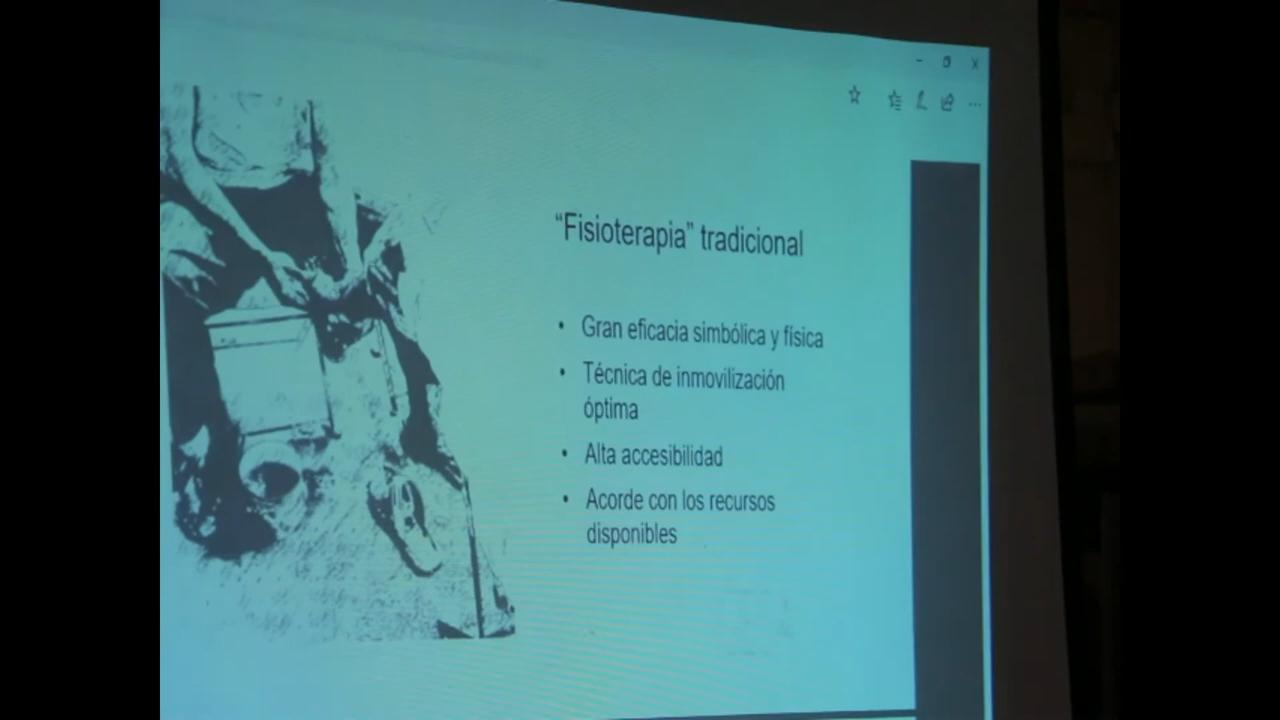 “Fisioterapia” tradicional
• Gran eficacia simbólica y física
• Técnica de inmovilización
óptima
• Alta accesibilidad
• Acorde con los recursos
disponibles